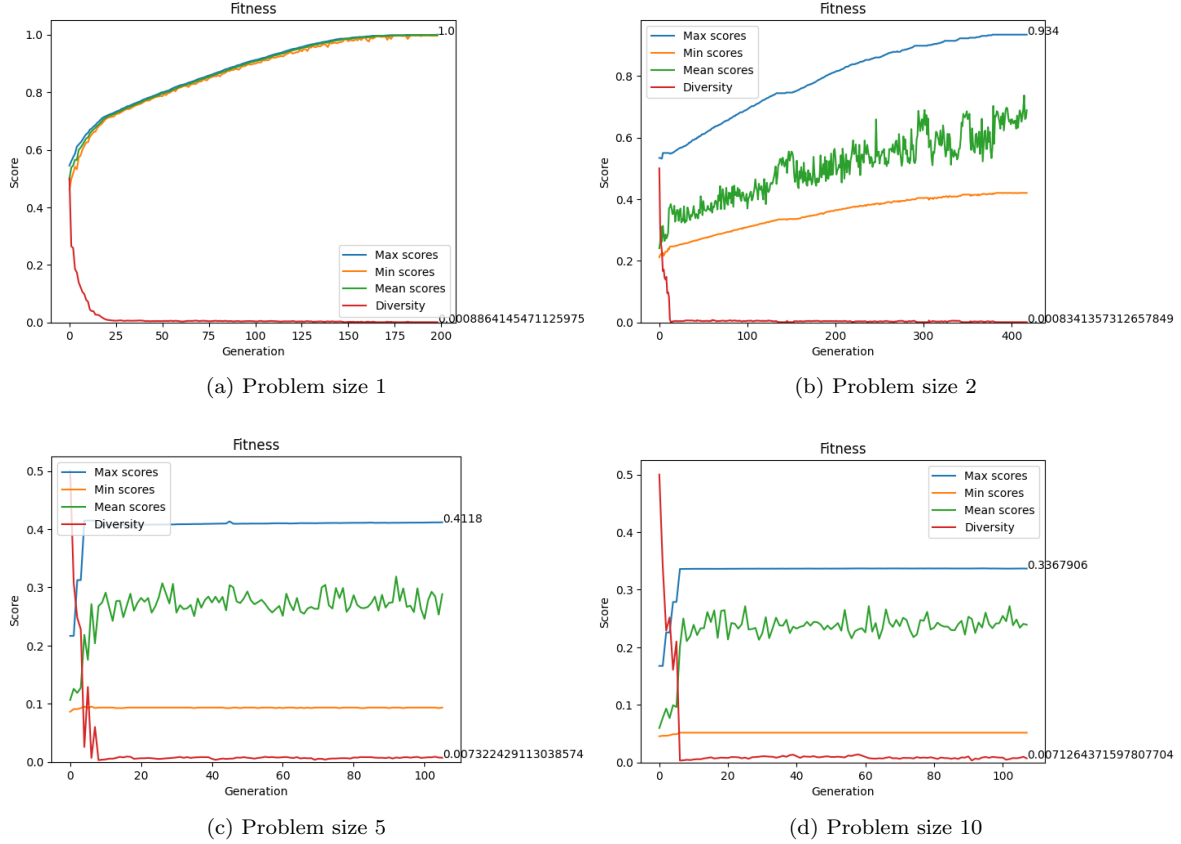 Fitness
1.0
0.8
0.6
0.4
0.2
0.0
Score
1.0
Max scores
Min scores
Mean scores
Diversity
0.0008864145471125975
0 25 50 75 100 125 150 175 200
Generation
(a) Problem size 1
Fitness
0.8
0.6
0.4
0.2
0.0
Score
Max scores
Min scores
Mean scores
Diversity
0.934
0.0008341357312657849
0 100 200 300 400
Generation
(b) Problem size 2
Fitness
0.5
0.4
0.3
0.2
0.1
0.0
Score
Max scores
Min scores
Mean scores
Diversity
0.4118
0.007322429113038574
0 20 40 60 80 100
Generation
(c) Problem size 5
Fitness
0.5
0.4
0.3
0.2
0.1
0.0
Score
Max scores
Min scores
Mean scores
Diversity
0.3367906
0.0071264371597807704
0 20 40 60 80 100
Generation
(d) Problem size 10